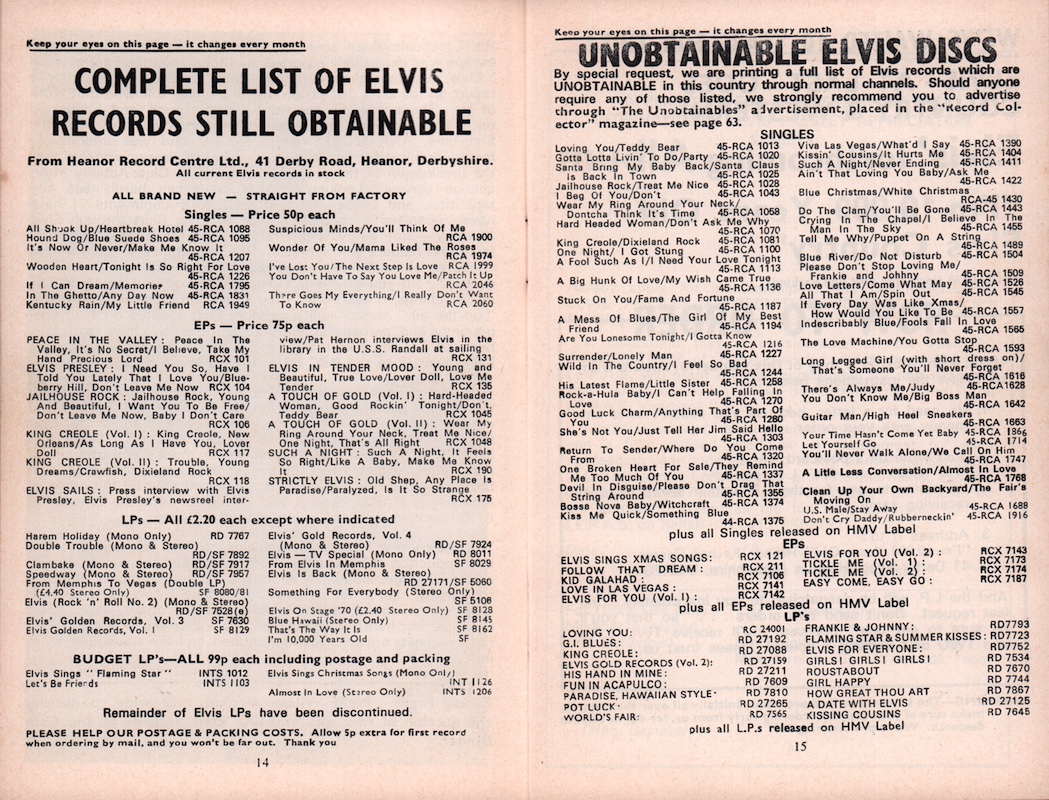 Keep your eyes on this page — it changes every month
COMPLETE LIST OF ELVIS
RECORDS STILL OBTAINABLE
From Heanor Record Centre Ltd., 41 Derby Road, Heanor, Derbyshire.
All current Elvis records in stock
ALL BRAND NEW — STRAIGHT FROM FACTORY
Singles — Price 50p each
All Shook Up/Heartbreak Hotel 45-RCA 1088
Hound Dog/Blue Suede Shoes 45-RCA 1095
It's Now Or Never/Make Me Know It
45-RCA 1207
Wooden Heart/Tonight Is So Right For Love
45-RCA 1226
If I Can Dream/Memories 45-RCA 1795
In The Ghetto/Any Day Now 45-RCA 1831
Kentucky Rain/My Little Friend RCA 1949
Suspicious Minds/You'll Think Of Me
RCA 1900
Wonder Of You/Mama Liked The Roses
RCA 1974
I've Lost You/The Next Step Is Love RCA 1999
You Don't Have To Say You Love Me/Patch It Up
RCA 2046
There Goes My Everything/I Really Don't Want
To Know RCA 2060
EPs — Price 75p each
PEACE IN THE VALLEY: Peace In The
Valley, It's No Secret/I Believe, Take My
Hand Precious Lord RCX 101
ELVIS PRESLEY: I Need You So, Have I
Told You Lately That I Love You/Blue-
berry Hill, Don't Leave Me Now RCX 104
JAILHOUSE ROCK: Jailhouse Rock, Young
And Beautiful, I Want You To Be Free/
Don't Leave Me Now, Baby I Don't Care
RCX 106
KING CREOLE (Vol. I): King Creole, New
Orleans/As Long As I Have You, Lover
Doll RCX 117
KING CREOLE (Vol. II): Trouble, Young
Dreams/Crawfish, Dixieland Rock
RCX 118
ELVIS SAILS: Press interview with Elvis
Presley, Elvis Presley's newsreel inter-
view/Pat Hernon interviews Elvis in the
library in the U.S.S. Randall at sailing
RCX 131
ELVIS IN TENDER MOOD: Young and
Beautiful, True Love/Lover Doll, Love Me
Tender RCX 135
A TOUCH OF GOLD (Vol. I): Hard-Headed
Woman, Good Rockin' Tonight/Don't,
Teddy Bear RCX 1045
A TOUCH OF GOLD (Vol. II): Wear My
Ring Around Your Neck, Treat Me Nice/
One Night, That's All Right RCX 1048
SUCH A NIGHT: Such A Night, It Feels
So Right/Like A Baby, Make Me Know
It RCX 190
STRICTLY ELVIS: Old Shep, Any Place Is
Paradise/Paralyzed, Is It So Strange
RCX 175
LPs — All £2.20 each except where indicated
Harem Holiday (Mono Only) RD 7767
Double Trouble (Mono & Stereo)
RD/SF 7892
Clambake (Mono & Stereo) RD/SF 7917
Speedway (Mono & Stereo) RD/SF 7957
From Memphis To Vegas (Double LP)
(£4.40 Stereo Only) SF 8080/81
Elvis (Rock 'n' Roll No. 2) (Mono & Stereo)
RD/SF 7528(e)
Elvis' Golden Records, Vol. 3 SF 7630
Elvis Golden Records, Vol. I SF 8129
Elvis' Gold Records, Vol. 4
(Mono & Stereo) RD/SF 7924
Elvis — TV Special (Mono Only) RD 8011
From Elvis In Memphis SF 8029
Elvis Is Back (Mono & Stereo)
RD 27171/SF 5060
Something For Everybody (Stereo Only)
SF 5106
Elvis On Stage '70 (£2.40 Stereo Only) SF 8128
Blue Hawaii (Stereo Only) SF 8145
That's The Way It Is SF 8162
I'm 10,000 Years Old SF
BUDGET LP's—ALL 99p each including postage and packing
Elvis Sings "Flaming Star" INTS 1012
Let's Be Friends INTS 1103
Elvis Sings Christmas Songs (Mono Only)
INT 1126
Almost In Love (Stereo Only) INTS 1206
Remainder of Elvis LPs have been discontinued.
PLEASE HELP OUR POSTAGE & PACKING COSTS. Allow 5p extra for first record
when ordering by mail, and you won't be far out. Thank you
14
Keep your eyes on this page — it changes every month
UNOBTAINABLE ELVIS DISCS
By special request, we are printing a full list of Elvis records which are
UNOBTAINABLE in this country through normal channels. Should anyone
require any of those listed, we strongly recommend you to advertise
through "The Unobtainables" advertisement, placed in the "Record Col-
ector" magazine—see page 63.
SINGLES
Loving You/Teddy Bear 45-RCA 1013
Gotta Lotta Livin' To Do/Party 1020
Santa Bring My Baby Back/Santa Claus
Is Back In Town 45-RCA 1025
Jailhouse Rock/Treat Me Nice 1028
I Beg Of You/Don't 45-RCA 1043
Wear My Ring Around Your Neck/
Dontcha Think It's Time 45-RCA 1058
Hard Headed Woman/Don't Ask Me Why
45-RCA 1070
King Creole/Dixieland Rock 45-RCA 1081
One Night/ I Got Stung 45-RCA 1100
A Fool Such As I/I Need Your Love Tonight
45-RCA 1113
A Big Hunk Of Love/My Wish Came True
45-RCA 1136
Stuck On You/Fame And Fortune
45-RCA 1187
A Mess Of Blues/The Girl Of My Best
Friend 45-RCA 1194
Are You Lonesome Tonight/I Gotta Know
45-RCA 1216
Surrender/Lonely Man 45-RCA 1227
Wild In The Country/I Feel So Bad
45-RCA 1244
His Latest Flame/Little Sister 45-RCA 1258
Rock-a-Hula Baby/I Can't Help Falling In
Love 45-RCA 1270
Good Luck Charm/Anything That's Part Of
You 45-RCA 1280
She's Not You/Just Tell Her Jim Said Hello
45-RCA 1303
Return To Sender/Where Do You Come
From 45-RCA 1320
One Broken Heart For Sale/They Remind
Me Too Much Of You 45-RCA 1337
Devil In Disguise/Please Don't Drag That
String Around 45-RCA 1355
Bossa Nova Baby/Witchcraft 45-RCA 1374
Kiss Me Quick/Something Blue
44-RCA 1375
Viva Las Vegas/What'd I Say 45-RCA 1390
Kissin' Cousins/It Hurts Me 45-RCA 1404
Such A Night/Never Ending 45-RCA 1411
Ain't That Loving You Baby/Ask Me
45-RCA 1422
Blue Christmas/White Christmas
RCA-45 1430
Do The Clam/You'll Be Gone 45-RCA 1443
Crying In The Chapel/I Believe In The
Man In The Sky 45-RCA 1455
Tell Me Why/Puppet On A String
45-RCA 1489
Blue River/Do Not Disturb 45-RCA 1504
Please Don't Stop Loving Me/
Frankie and Johnny 45-RCA 1509
Love Letters/Come What May 45-RCA 1526
All That I Am/Spin Out 45-RCA 1545
If Every Day Was Like Xmas/
How Would You Like To Be 45-RCA 1557
Indescribably Blue/Fools Fall In Love
45-RCA 1565
The Love Machine/You Gotta Stop
45-RCA 1593
Long Legged Girl (with short dress on)/
That's Someone You'll Never Forget
45-RCA 1616
There's Always Me/Judy 45-RCA1628
You Don't Know Me/Big Boss Man
45-RCA 1642
Guitar Man/High Heel Sneakers
45-RCA 1663
Your Time Hasn't Come Yet Baby 45-RCA 1866
Let Yourself Go 45-RCA 1714
You'll Never Walk Alone/We Call On Him
45-RCA 1747
A Little Less Conversation/Almost In Love
45-RCA 1768
Clean Up Your Own Backyard/The Fair's
Moving On
U.S. Male/Stay Away 45-RCA 1688
Don't Cry Daddy/Rubberneckin' 45-RCA 1916
plus all Singles released on HMV Label
EPs
ELVIS SINGS XMAS SONGS: RCX 121
FOLLOW THAT DREAM: RCX 211
KID GALAHAD: RCX 7106
LOVE IN LAS VEGAS: RCX 7141
ELVIS FOR YOU (Vol. I): RCX 7142
ELVIS FOR YOU (Vol. 2): RCX 7143
TICKLE ME (Vol. 1): RCX 7173
TICKLE ME (Vol. 2): RCX 7174
EASY COME, EASY GO: RCX 7187
plus all EPs released on HMV Label
LP's
LOVING YOU: RC 24001
G.I. BLUES: RD 27192
KING CREOLE: RD 27088
ELVIS GOLD RECORDS (Vol. 2): RD 27159
HIS HAND IN MINE: RD 27211
FUN IN ACAPULCO: RD 7609
PARADISE, HAWAIIAN STYLE RD 7810
POT LUCK RD 27265
WORLD'S FAIR: RD 7565
FRANKIE & JOHNNY: RD7793
FLAMING STAR & SUMMER KISSES: RD7723
ELVIS FOR EVERYONE: RD7752
GIRLS! GIRLS! GIRLS! RD 7534
ROUSTABOUT RD 7670
GIRL HAPPY RD 7744
HOW GREAT THOU ART RD 7867
A DATE WITH ELVIS RD 27125
KISSING COUSINS RD 7645
plus all L.P.s released on HMV Label
15